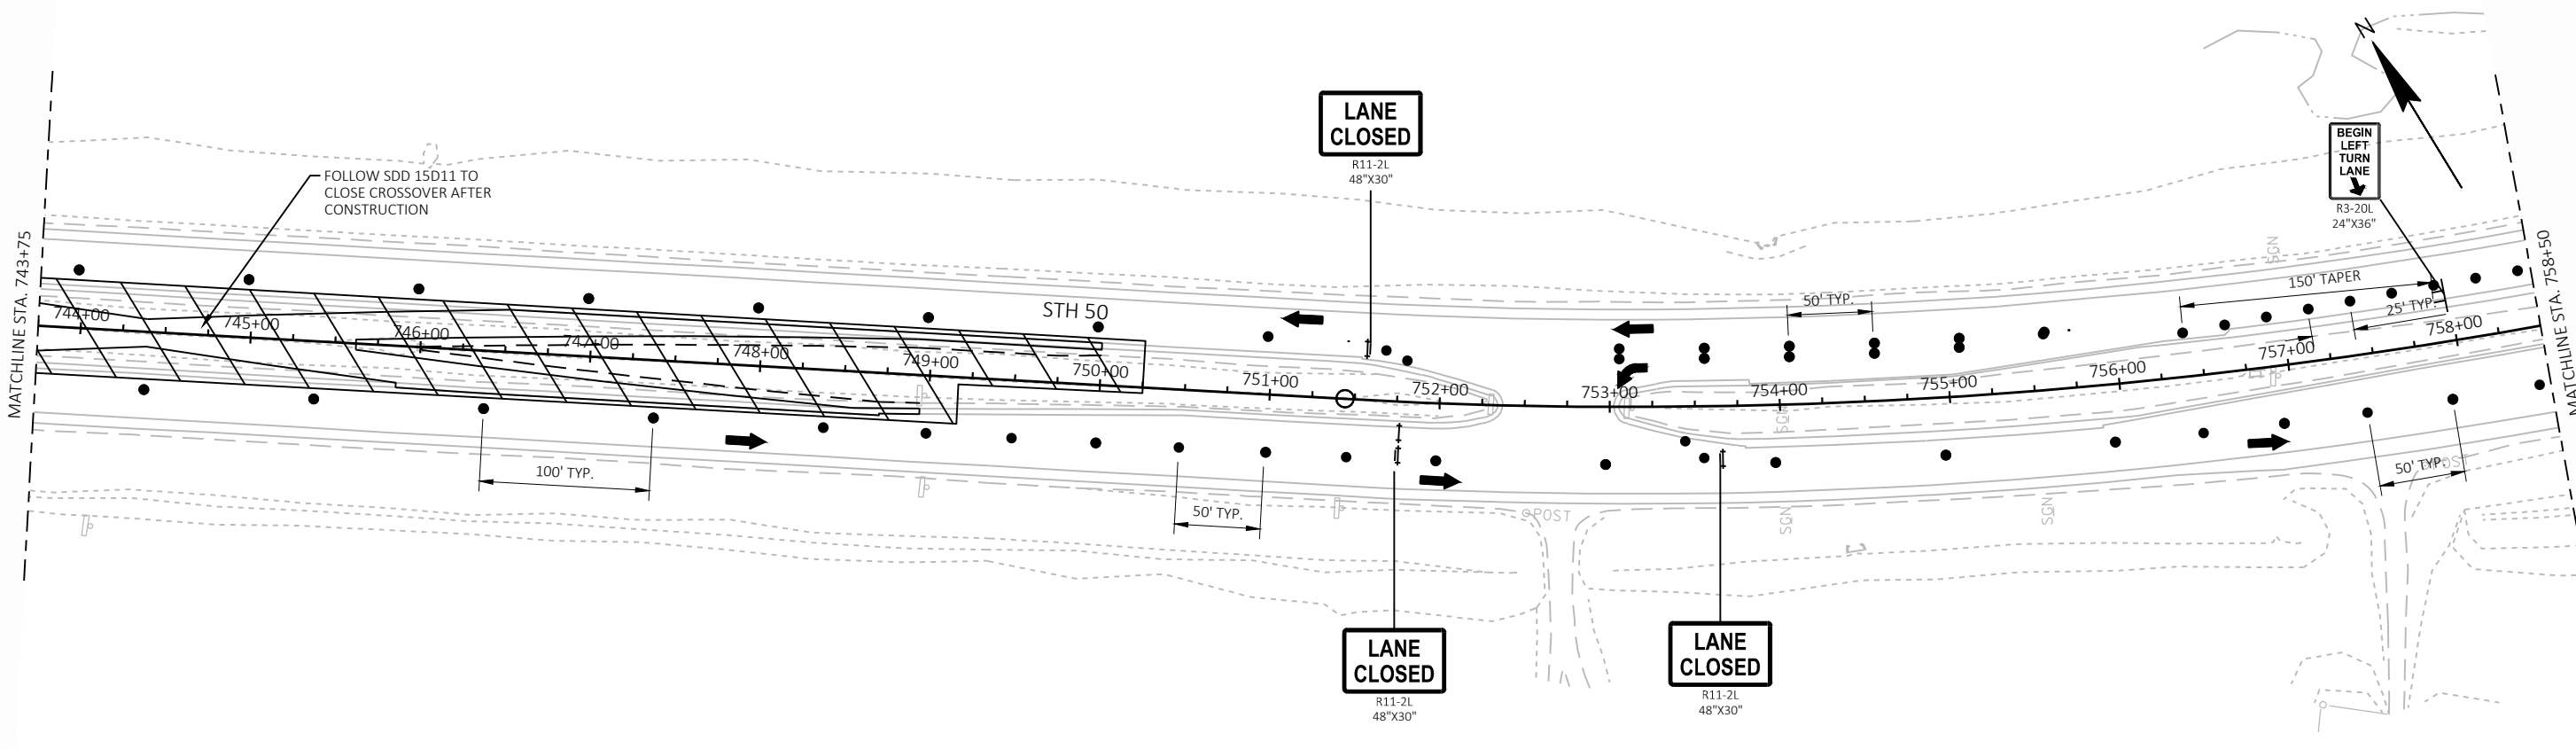 LANE
CLOSED
R11-2L
48"X30"
N
BEGIN
LEFT
TURN
LANE
R3-20L
24"X36"
FOLLOW SDD 15D11 TO
CLOSE CROSSOVER AFTER
CONSTRUCTION
MATCHLINE STA. 743+75
MATCHLINE STA. 758+50
STH 50
SGN
150' TAPER
50' TYP.
25' TYP.
744+00
745+00
746+00
747+00
748+00
749+00
750+00
751+00
752+00
753+00
754+00
755+00
756+00
757+00
758+00
SGN
100' TYP.
50' TYP.
POST
SGN
SGN
50' TYP.
POST
LANE
CLOSED
R11-2L
48"X30"
LANE
CLOSED
R11-2L
48"X30"